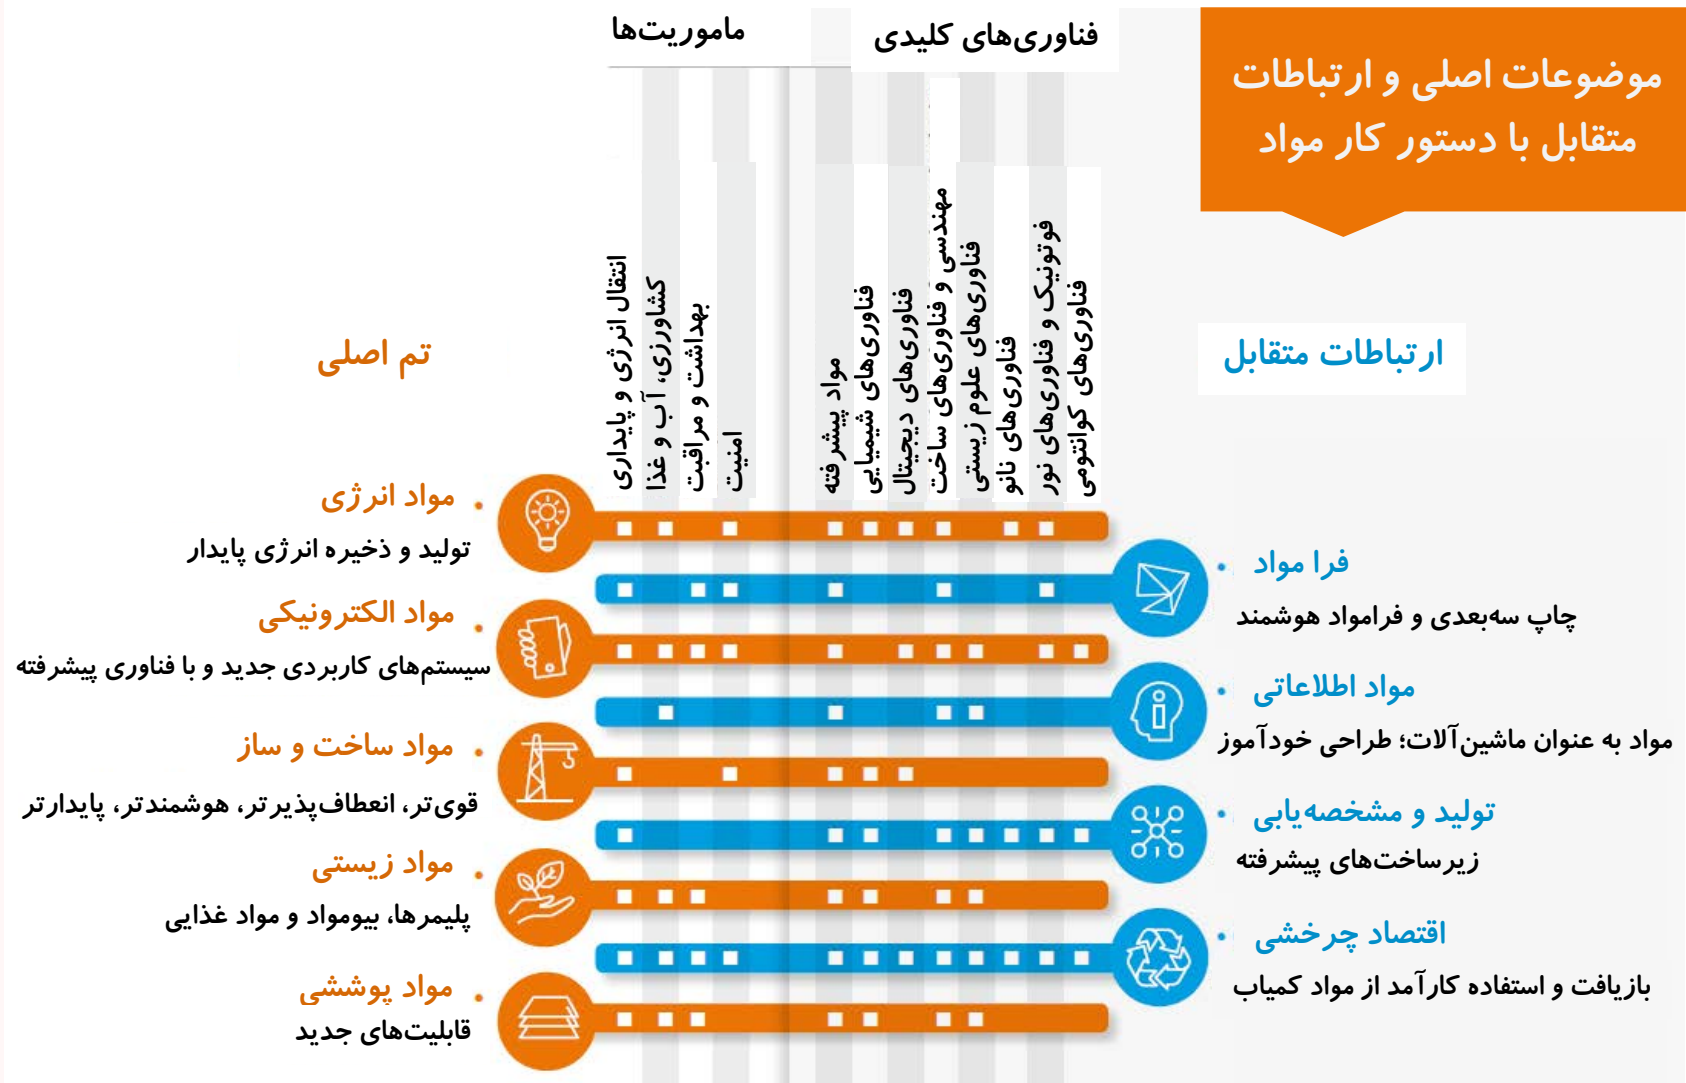 موضوعات اصلی و ارتباطات
متقابل با دستور کار مواد
فناوری‌های کلیدی
ماموریت‌ها
انتقال انرژی و پایداری
کشاورزی، آب و غذا
بهداشت و مراقبت
امنیت
مواد پیشرفته
فناوری‌های شیمیایی
فناوری‌های دیجیتال
مهندسی و فناوری‌های ساخت
فناوری‌های علوم زیستی
فناوری‌های نانو
فوتونیک و فناوری‌های نور
فناوری‌های کوانتومی
ارتباطات متقابل
فرا مواد
چاپ سه‌بعدی و فرامواد هوشمند
مواد اطلاعاتی
مواد به عنوان ماشین‌آلات؛ طراحی خودآموز
تولید و مشخصه‌یابی
زیرساخت‌های پیشرفته
اقتصاد چرخشی
بازیافت و استفاده کارآمد از مواد کمیاب
تم اصلی
مواد انرژی
تولید و ذخیره انرژی پایدار
مواد الکترونیکی
سیستم‌های کاربردی جدید و با فناوری پیشرفته
مواد ساخت و ساز
قوی‌تر، انعطاف‌پذیرتر، هوشمندتر، پایدارتر
مواد زیستی
پلیمرها، بیومواد و مواد غذایی
مواد پوششی
قابلیت‌های جدید